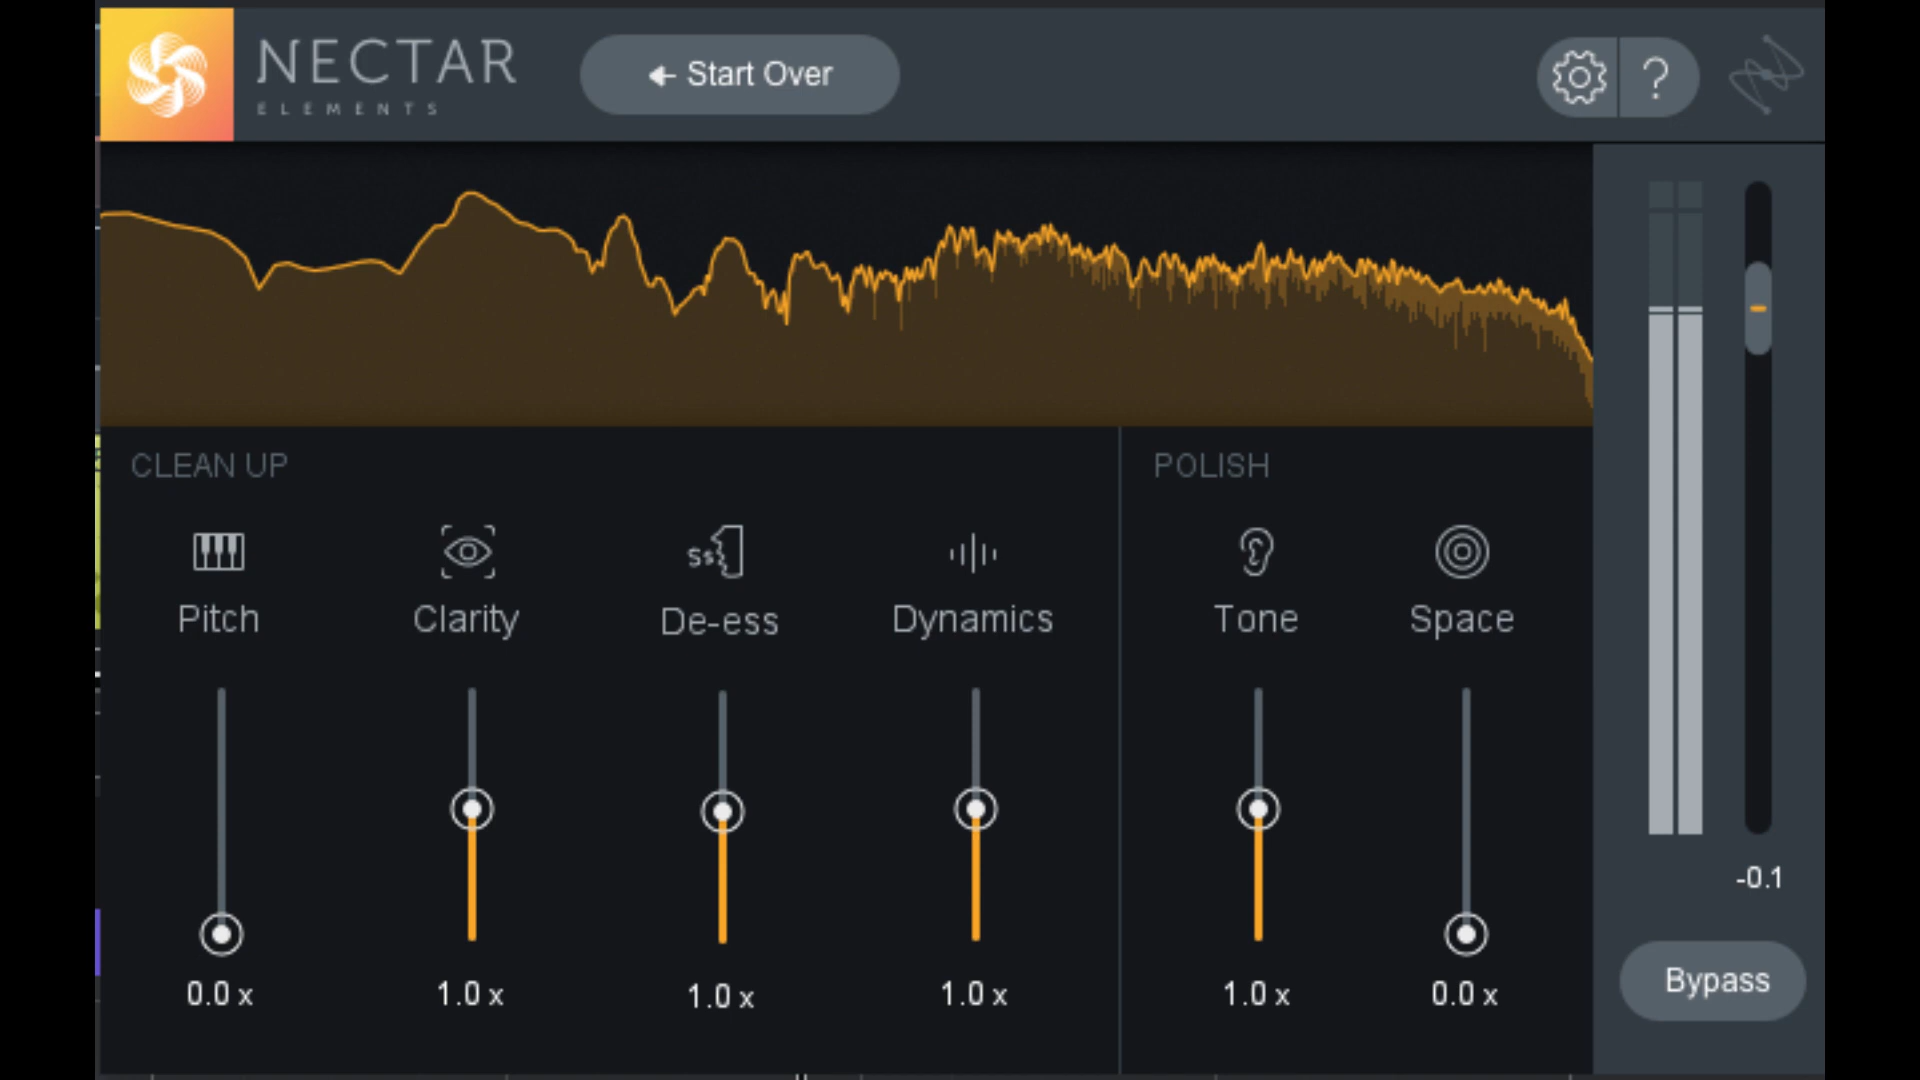 NECTAR
ELEMENTS
Start Over
?
CLEAN UP
POLISH
Pitch
Clarity
Ss
De-ess
Dynamics
Tone
Space
0.0 x
1.0 x
1.0 x
1.0 x
1.0 x
0.0 x
-0.1
Bypass